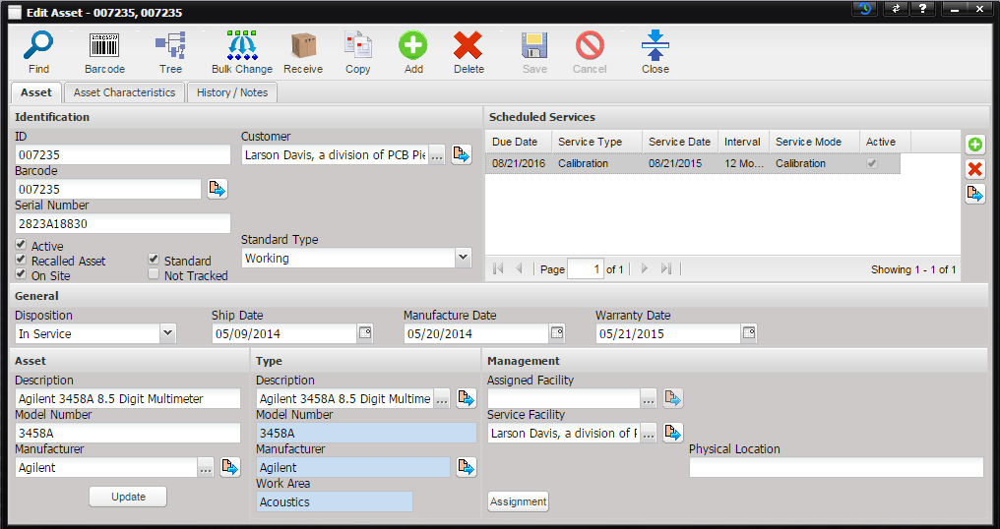 Edit Asset - 007235, 007235
?
Find Barcode Tree Bulk Change Receive Copy Add Delete Save Cancel Close
Asset Asset Characteristics History / Notes
Identification
ID
007235
Customer
Larson Davis, a division of PCB Pie ...
Barcode
007235
Serial Number
2823A18830
Active
Recalled Asset
Standard
On Site
Not Tracked
Standard Type
Working
Scheduled Services
Due Date Service Type Service Date Interval Service Mode Active
08/21/2016 Calibration 08/21/2015 12 Mo... Calibration
Page 1 of 1 Showing 1 - 1 of 1
General
Disposition Ship Date Manufacture Date Warranty Date
In Service 05/09/2014 05/20/2014 05/21/2015
Asset
Description
Agilent 3458A 8.5 Digit Multimeter
Model Number
3458A
Manufacturer
Agilent ...
Update
Type
Description
Agilent 3458A 8.5 Digit Multime ...
Model Number
3458A
Manufacturer
Agilent
Work Area
Acoustics
Management
Assigned Facility
...
Service Facility
Larson Davis, a division of F ...
Physical Location
Assignment